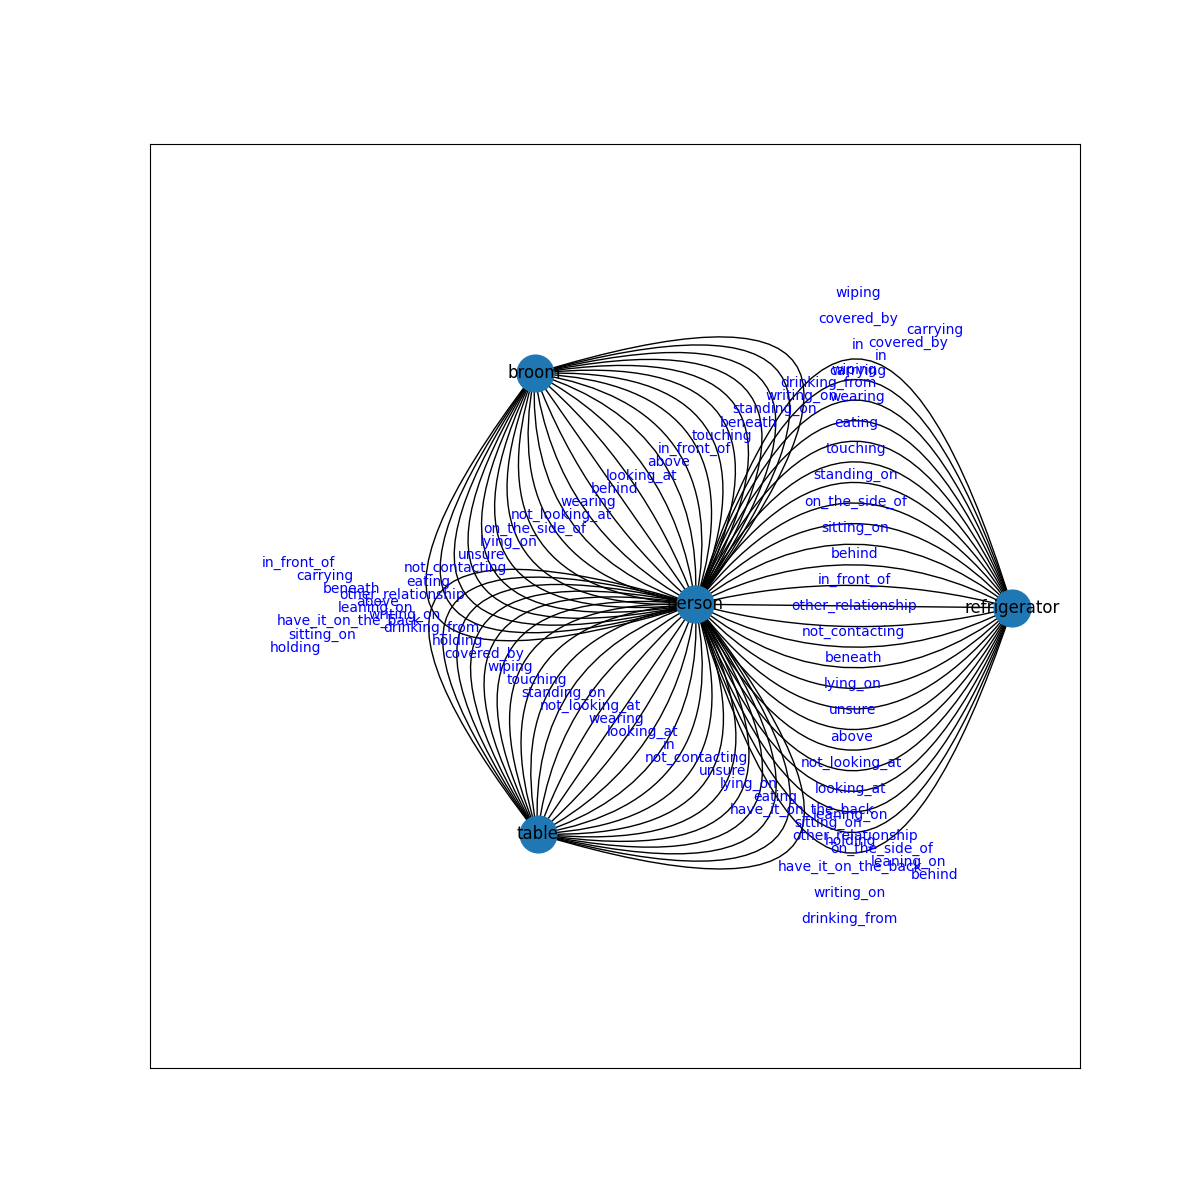 wiping
covered_by
carrying
in
covered_by
in
wiping
carrying
broom
drinking_from
writing_on
wearing
standing_on
beneath
eating
touching
in_front_of
touching
above
looking_at
standing_on
behind
wearing
on_the_side_of
not_looking_at
on_the_side_of
sitting_on
lying_on
unsure
behind
in_front_of
not_contacting
carrying
eating
in_front_of
beneath
other_relationship
above
leaning_on
person
other_relationship
refrigerator
writing_on
have_it_on_the_back
drinking_from
not_contacting
sitting_on
holding
holding
covered_by
beneath
wiping
touching
lying_on
standing_on
not_looking_at
unsure
wearing
looking_at
above
in
not_contacting
not_looking_at
unsure
lying_on
looking_at
eating
have_it_on_the_back
leaning_on
sitting_on
table
other_relationship
holding
on_the_side_of
leaning_on
have_it_on_the_back
behind
writing_on
drinking_from